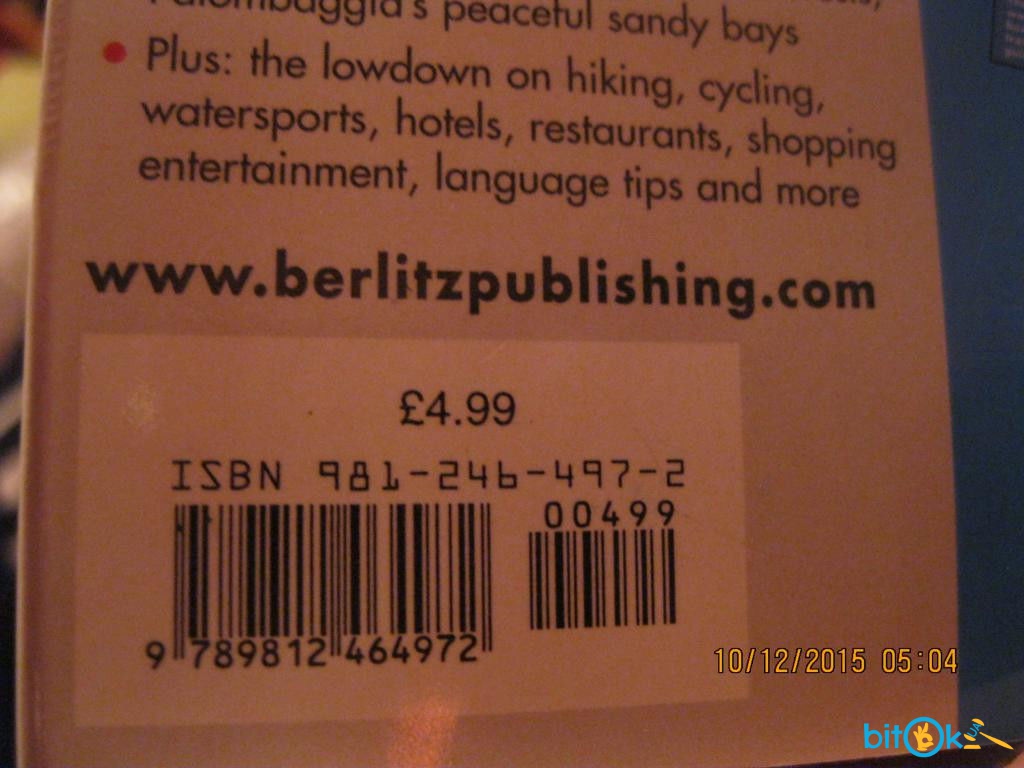 Palombaggia's peaceful sandy bays
• Plus: the lowdown on hiking, cycling,
watersports, hotels, restaurants, shopping
entertainment, language tips and more
www.berlitzpublishing.com
£4.99
ISBN 981-246-497-2
00499
9 789812 464972
10/12/2015 05:04
bitOk UA